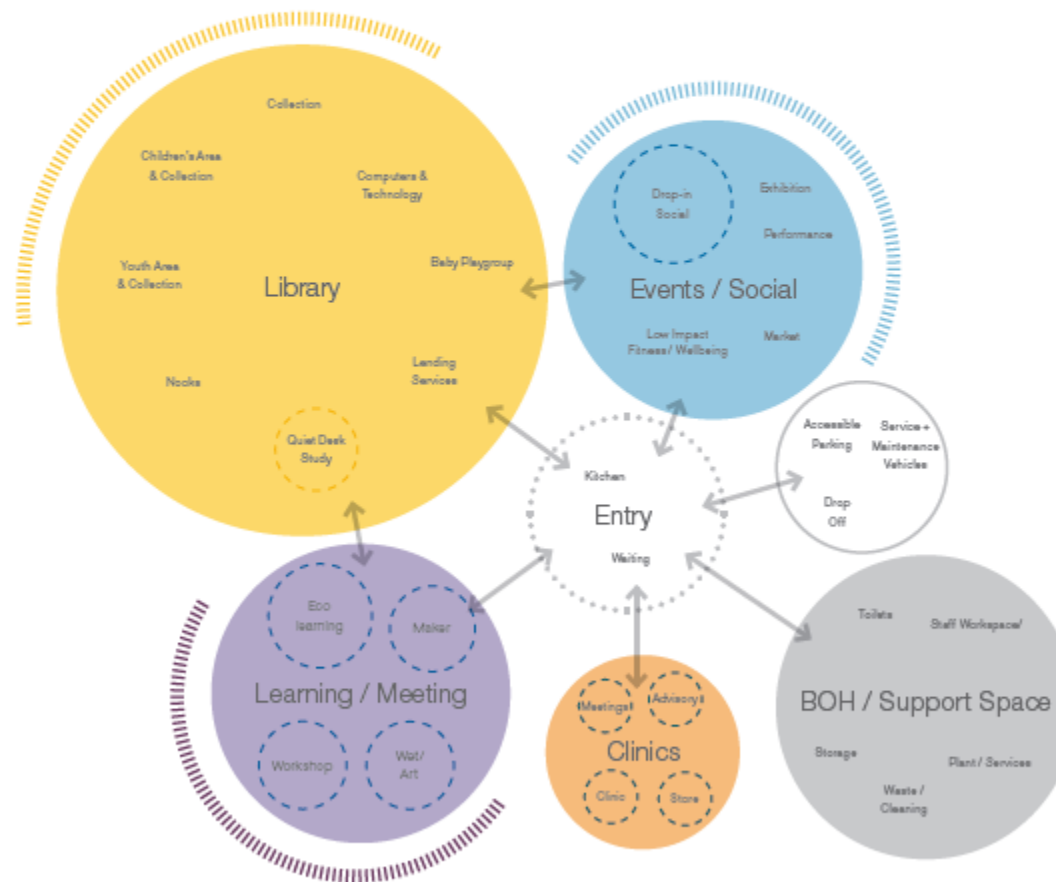 Collection
Children's Area
& Collection
Computers &
Technology
Youth Area
& Collection
Baby Playgroup
Library
Nooks
Lending
Services
Quiet Desk
Study
Drop-in
Social
Exhibition
Performance
Events / Social
Low Impact
Fitness / Wellbeing
Market
Accessible
Parking
Service +
Maintenance
Vehicles
Drop
Off
Kitchen
Entry
Waiting
Eco
learning
Maker
Learning / Meeting
Workshop
Wet/
Art
Meetings
Advisory
Clinics
Clinic
Store
Toilets
Staff Workspace/
BOH / Support Space
Storage
Plant / Services
Waste /
Cleaning